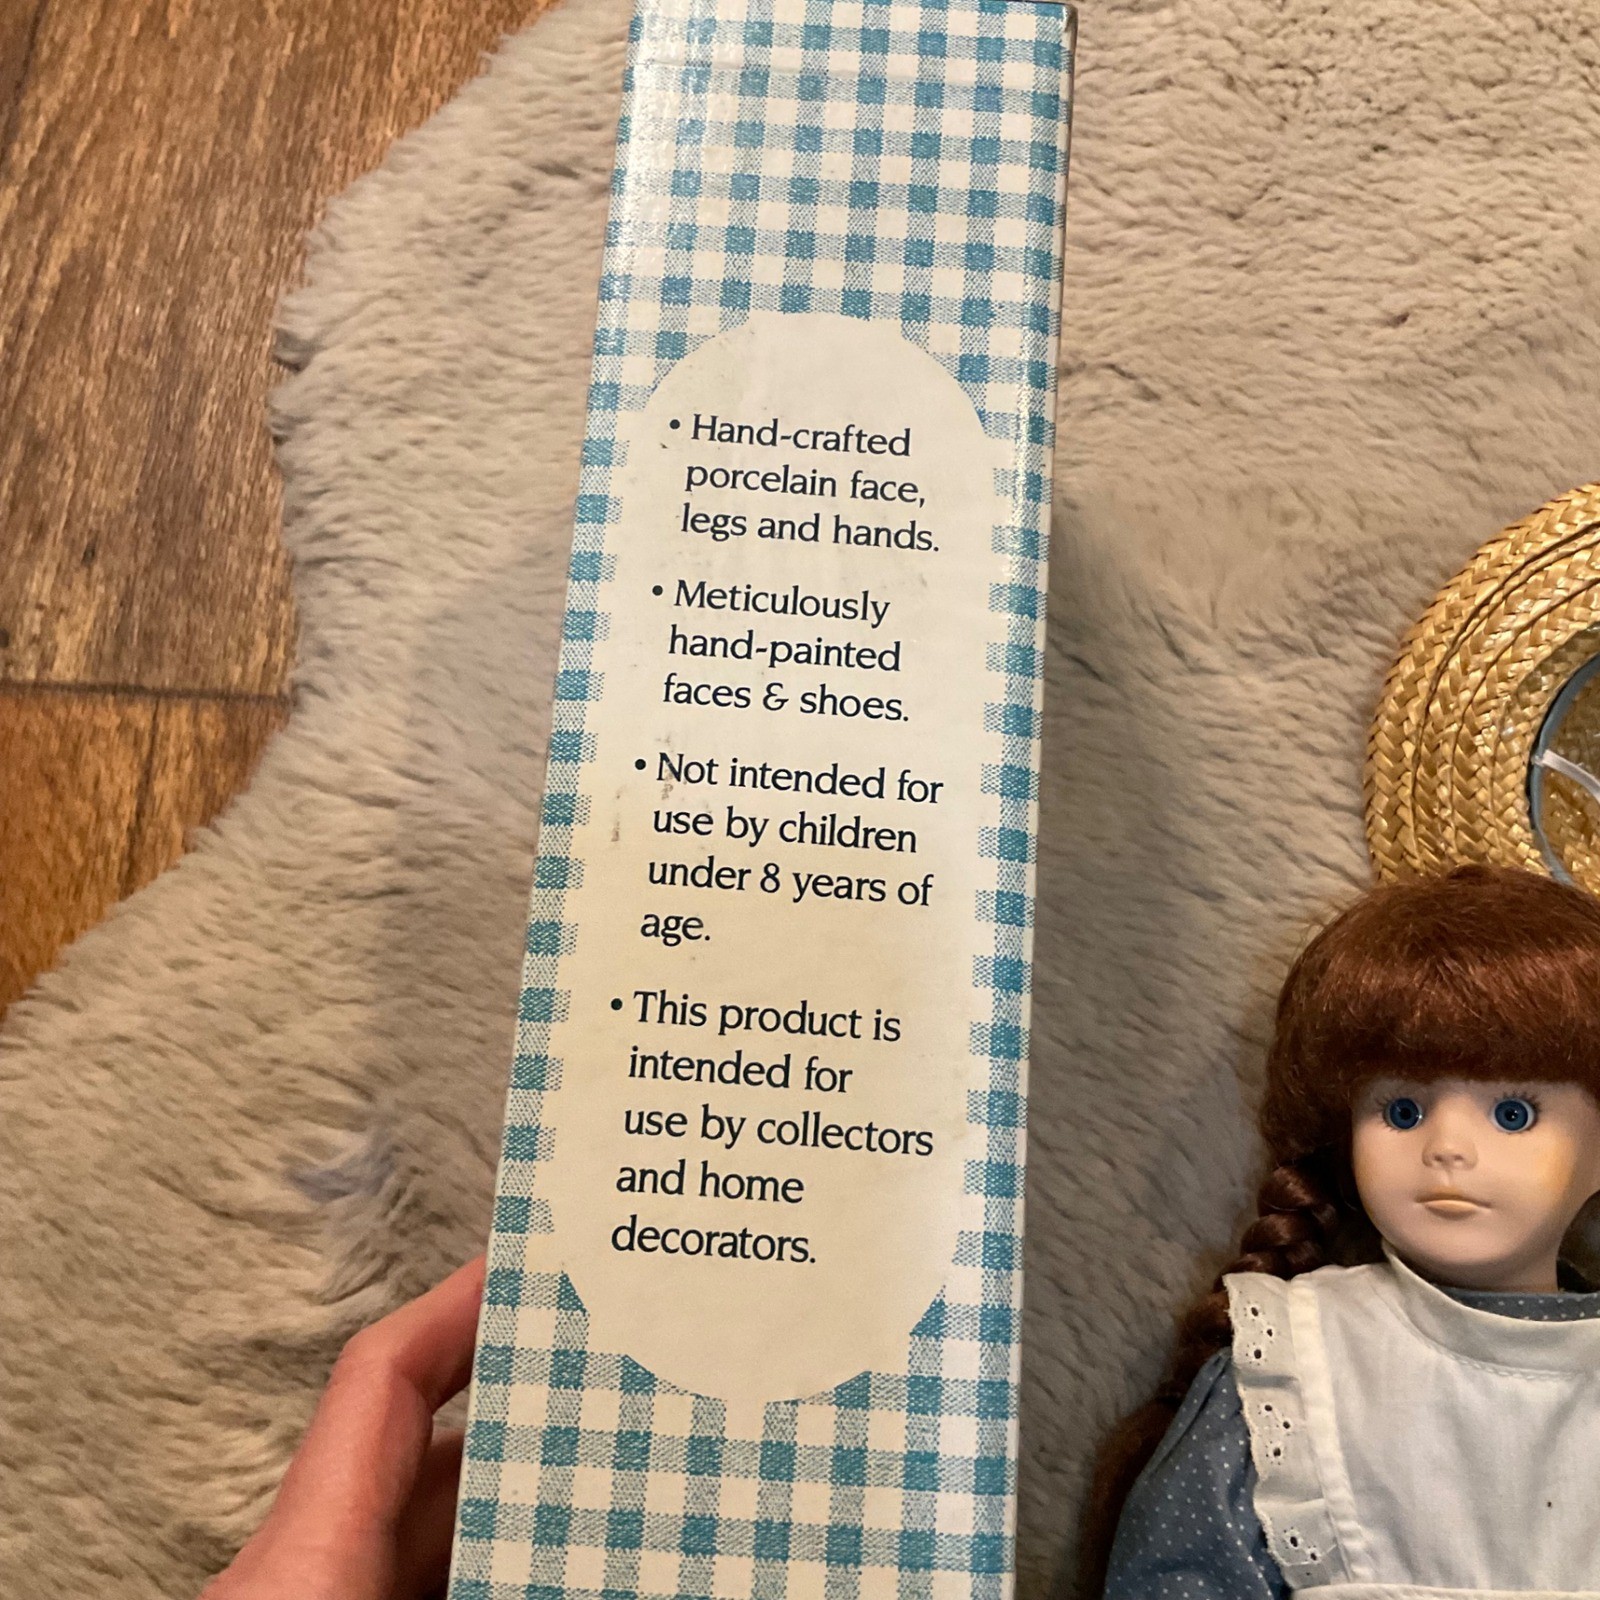 • Hand-crafted
porcelain face,
legs and hands.
• Meticulously
hand-painted
faces & shoes.
• Not intended for
use by children
under 8 years of
age.
• This product is
intended for
use by collectors
and home
decorators.